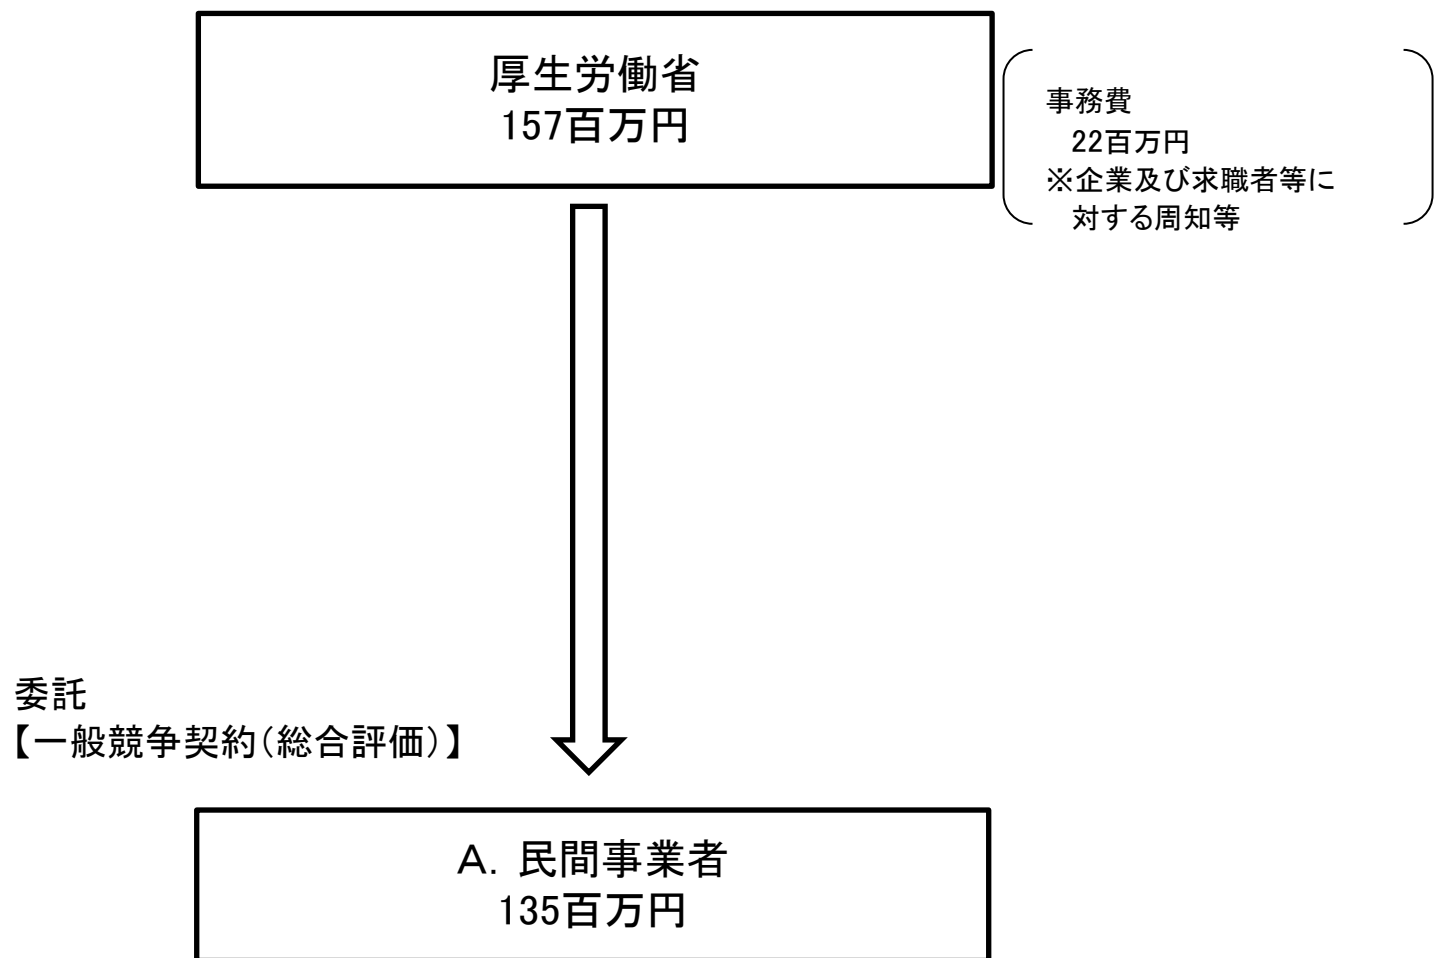 厚生労働省
157百万円
事務費
22百万円
※企業及び求職者等に
対する周知等
委託
【一般競争契約(総合評価)】
A. 民間事業者
135百万円